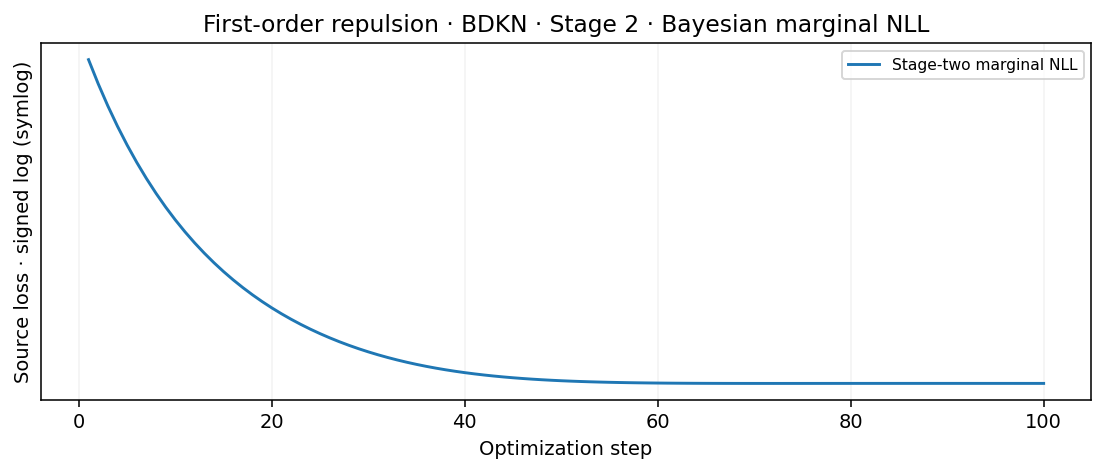 First-order repulsion · BDKN · Stage 2 · Bayesian marginal NLL
Stage-two marginal NLL
Source loss · signed log (symlog)
0 20 40 60 80 100
Optimization step